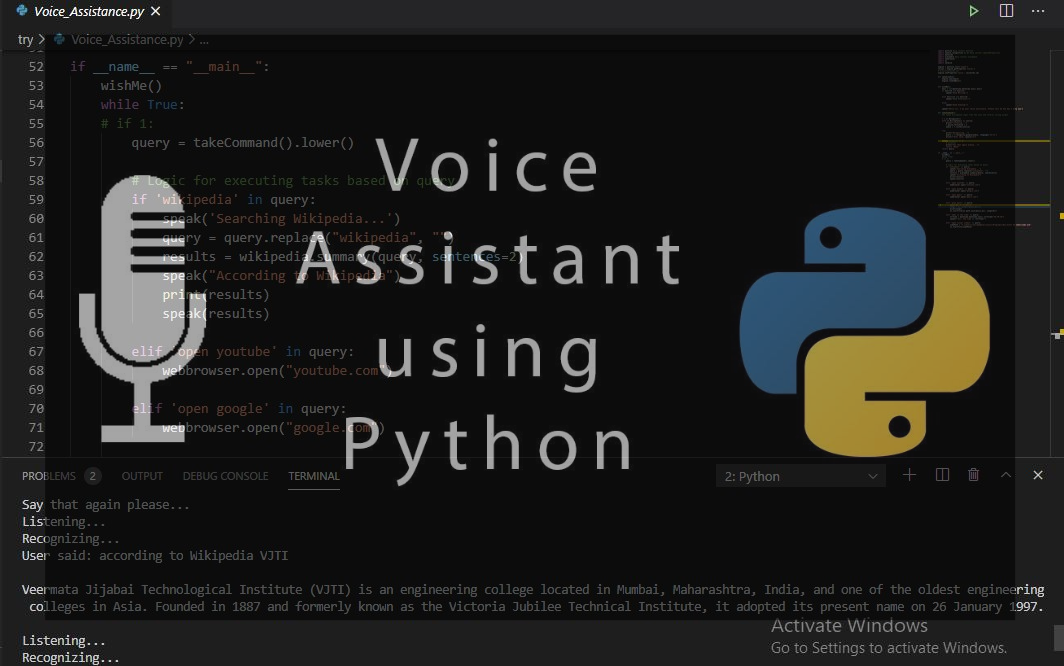 Voice_Assistance.py
try > Voice_Assistance.py > ...
52 if __name__ == "__main__":
53 wishMe()
54 while True:
55 # if 1:
56 query = takeCommand().lower()
57
58 # Logic for executing tasks based on query
59 if 'wikipedia' in query:
60 speak('Searching Wikipedia...')
61 query = query.replace("wikipedia", "")
62 results = wikipedia.summary(query, sentences=2)
63 speak("According to Wikipedia")
64 print(results)
65 speak(results)
66
67 elif 'open youtube' in query:
68 webbrowser.open("youtube.com")
69
70 elif 'open google' in query:
71 webbrowser.open("google.com")
72
Voice
Assistant
using
Python
PROBLEMS 2 OUTPUT DEBUG CONSOLE TERMINAL 2: Python
Say that again please...
Listening...
Recognizing...
User said: according to Wikipedia VJTI
Veermata Jijabai Technological Institute (VJTI) is an engineering college located in Mumbai, Maharashtra, India, and one of the oldest engineering
colleges in Asia. Founded in 1887 and formerly known as the Victoria Jubilee Technical Institute, it adopted its present name on 26 January 1997.
Listening...
Recognizing...
Activate Windows
Go to Settings to activate Windows.